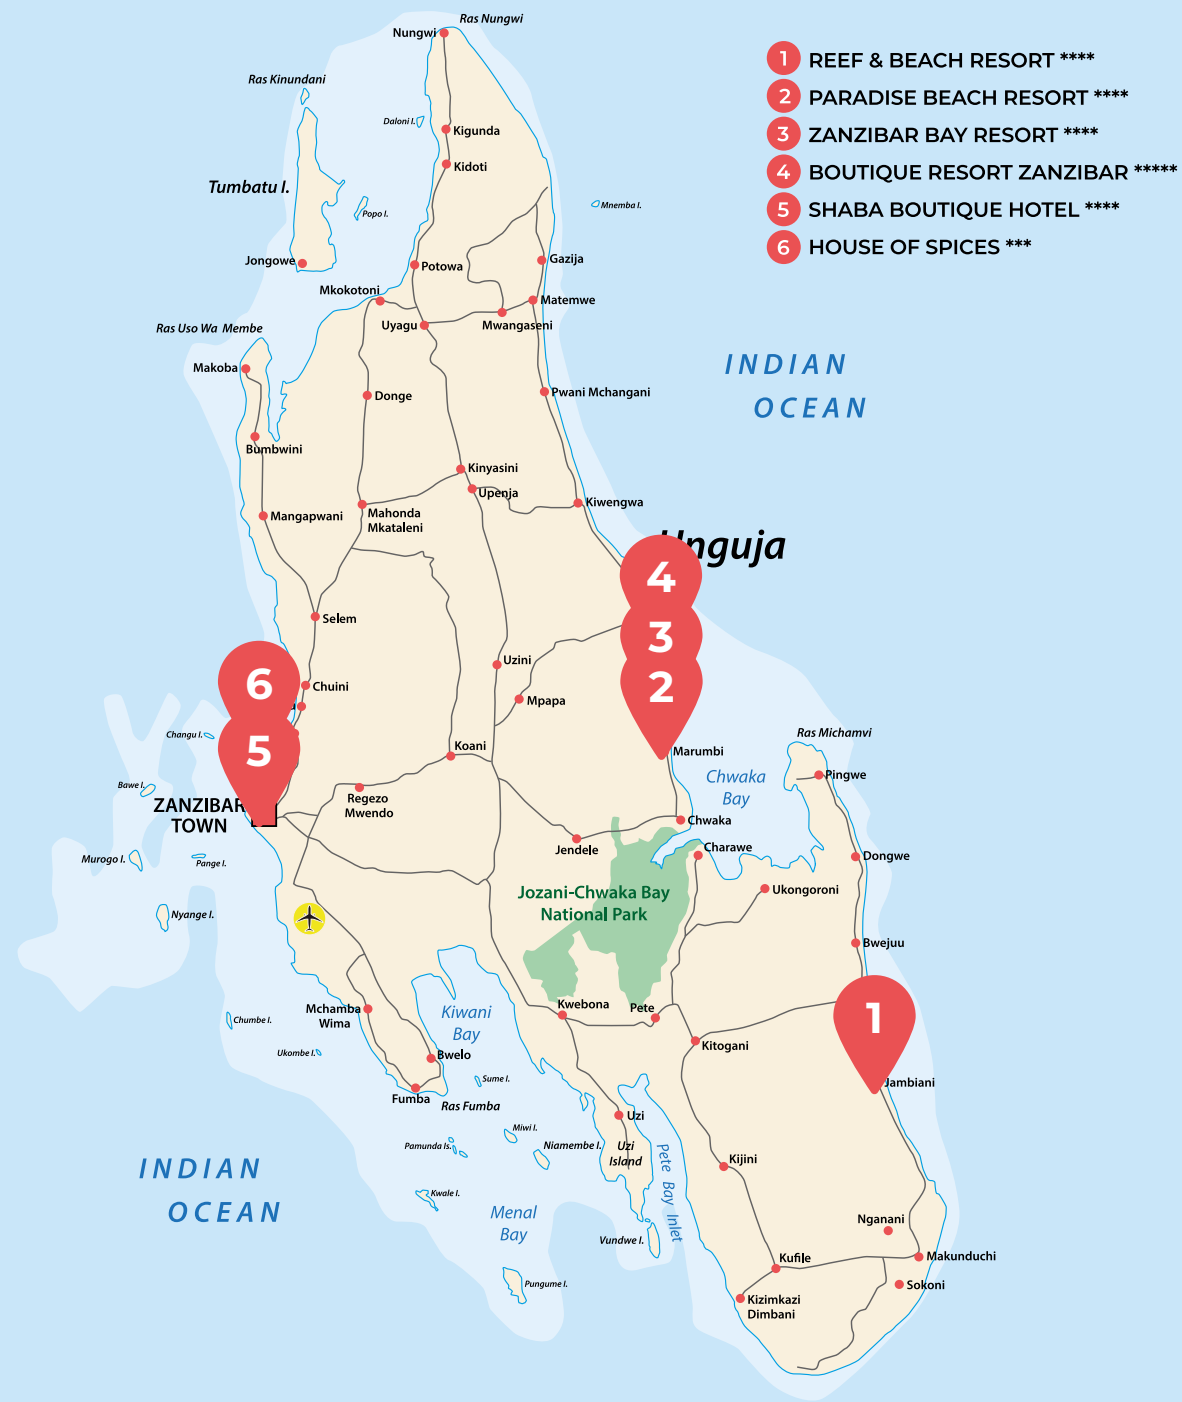 Ras Nungwi
Nungwi
1 REEF & BEACH RESORT ****
2 PARADISE BEACH RESORT ****
3 ZANZIBAR BAY RESORT ****
4 BOUTIQUE RESORT ZANZIBAR *****
5 SHABA BOUTIQUE HOTEL ****
6 HOUSE OF SPICES ***
Ras Kinundani
Daloni I.
Kigunda
Kidoti
Tumbatu I.
Popo I.
Mnemba I.
Jongowe
Potowa
Gazija
Mkokotoni
Matemwe
Uyagu
Mwangaseni
Ras Uso Wa Membe
Makoba
INDIAN
OCEAN
Donge
Pwani Mchangani
Bumbwini
Kinyasini
Upenja
Kiwengwa
Mangapwani
Mahonda
Mkataleni
Unguja
4
Selem
3
Uzini
6
Chuini
2
Mpapa
Changu I.
5
Koani
Marumbi
Ras Michamvi
Chwaka
Bay
Pingwe
Bawe I.
ZANZIBAR
TOWN
Regezo
Mwendo
Chwaka
Jendele
Charawe
Murogo I.
Pange I.
Dongwe
Jozani-Chwaka Bay
National Park
Ukongoroni
Nyange I.
Bwejuu
Mchamba
Wima
Kiwani
Bay
Kwebona
Pete
1
Chumbe I.
Kitogani
Ukombe I.
Bwelo
Sume I.
Jambiani
Fumba
Ras Fumba
Uzi
Miwi I.
Pamunda Is.
Niamembe I.
Uzi
Island
Pete Bay Inlet
Kijini
INDIAN
OCEAN
Kwale I.
Menal
Bay
Vundwe I.
Nganani
Kufile
Makunduchi
Pungume I.
Sokoni
Kizimkazi
Dimbani